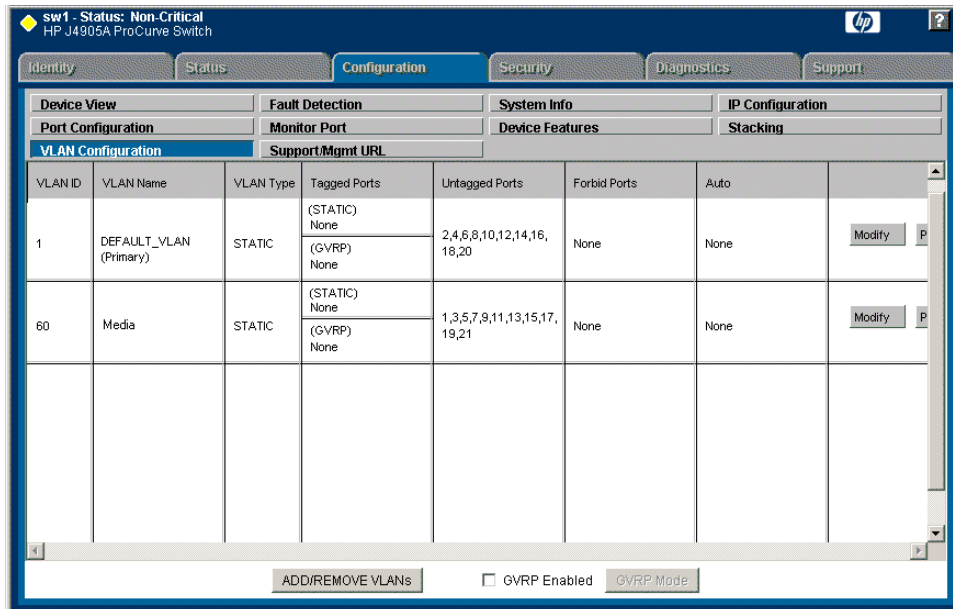 sw1 - Status: Non-Critical
HP J4905A ProCurve Switch
hp
?
Identity
Status
Configuration
Security
Diagnostics
Support
Device View
Fault Detection
System Info
IP Configuration
Port Configuration
Monitor Port
Device Features
Stacking
VLAN Configuration
Support/Mgmt URL
VLAN ID
VLAN Name
VLAN Type
Tagged Ports
Untagged Ports
Forbid Ports
Auto
1
DEFAULT_VLAN
(Primary)
STATIC
(STATIC)
None
(GVRP)
None
2,4,6,8,10,12,14,16,
18,20
None
None
Modify
P
60
Media
STATIC
(STATIC)
None
(GVRP)
None
1,3,5,7,9,11,13,15,17,
19,21
None
None
Modify
P
ADD/REMOVE VLANs
GVRP Enabled
GVRP Mode